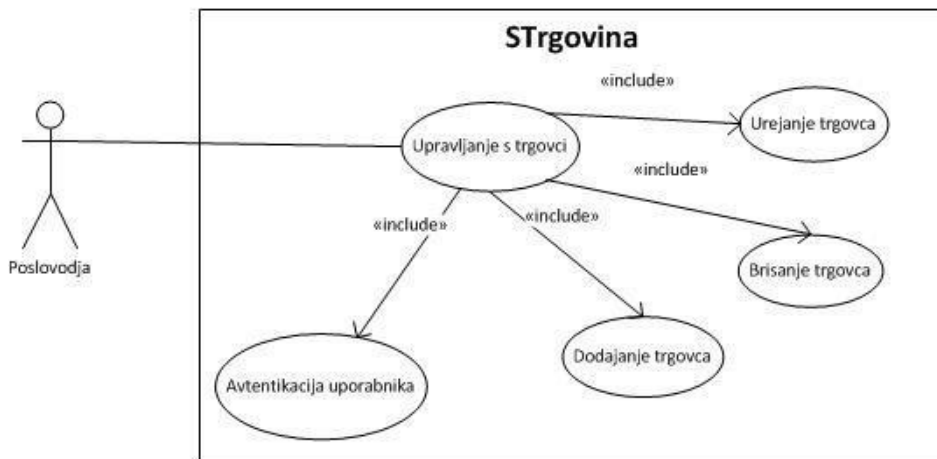 STrgovina
«include»
Urejanje trgovca
Upravljanje s trgovci
«include»
«include»
«include»
Poslovodja
Brisanje trgovca
Dodajanje trgovca
Avtentikacija uporabnika